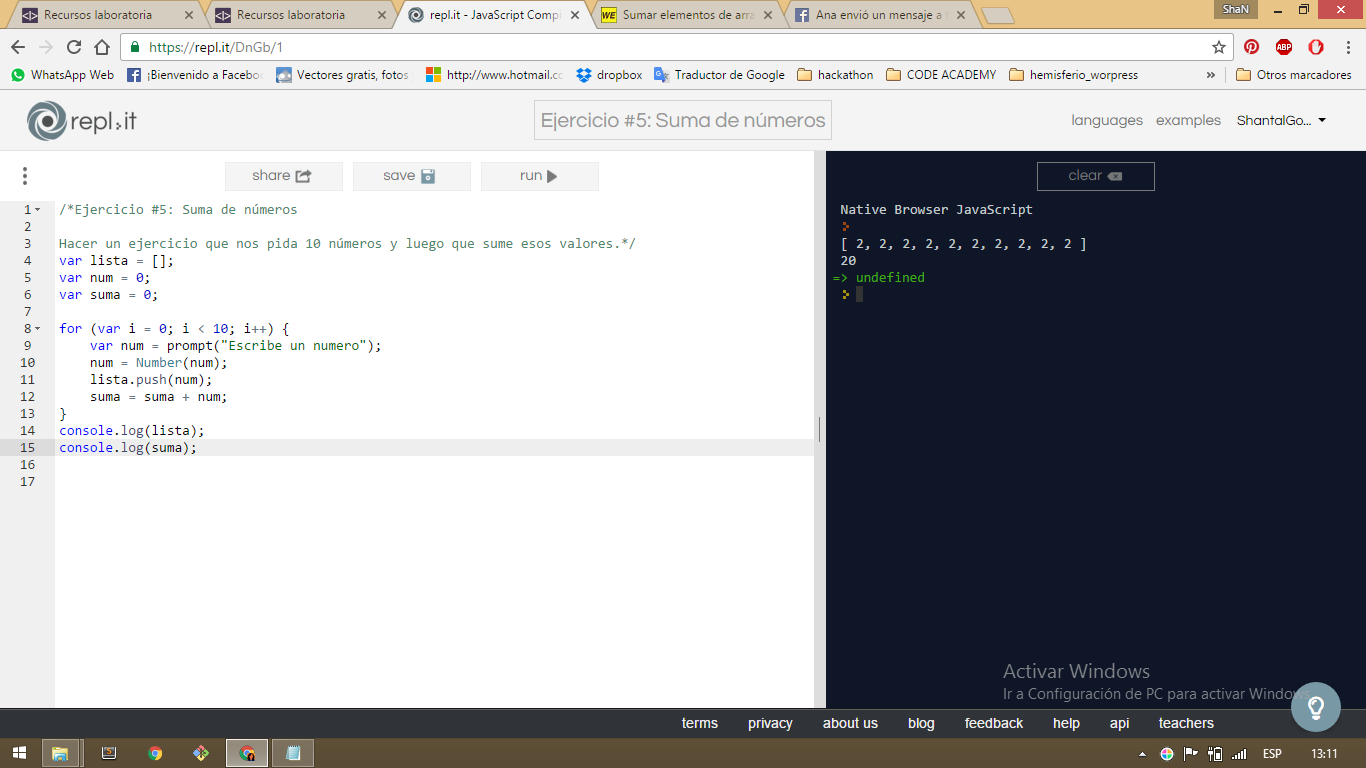 Recursos laboratoria
Recursos laboratoria
repl.it - JavaScript Compi
Sumar elementos de arra
Ana envió un mensaje a
ShaN
https://repl.it/DnGb/1
ABP
WhatsApp Web
¡Bienvenido a Facebo
Vectores gratis, fotos
http://www.hotmail.co
dropbox
Traductor de Google
hackathon
CODE ACADEMY
hemisferio_worpress
»
Otros marcadores
repl.it
Ejercicio #5: Suma de números
languages
examples
ShantalGo...
share
save
run
clear
1 /*Ejercicio #5: Suma de números
2
3 Hacer un ejercicio que nos pida 10 números y luego que sume esos valores.*/
4 var lista = [];
5 var num = 0;
6 var suma = 0;
7
8 for (var i = 0; i < 10; i++) {
9 var num = prompt("Escribe un numero");
10 num = Number(num);
11 lista.push(num);
12 suma = suma + num;
13 }
14 console.log(lista);
15 console.log(suma);
16
17
Native Browser JavaScript
[ 2, 2, 2, 2, 2, 2, 2, 2, 2, 2 ]
20
=> undefined
Activar Windows
Ir a Configuración de PC para activar Windows.
terms
privacy
about us
blog
feedback
help
api
teachers
ESP
13:11